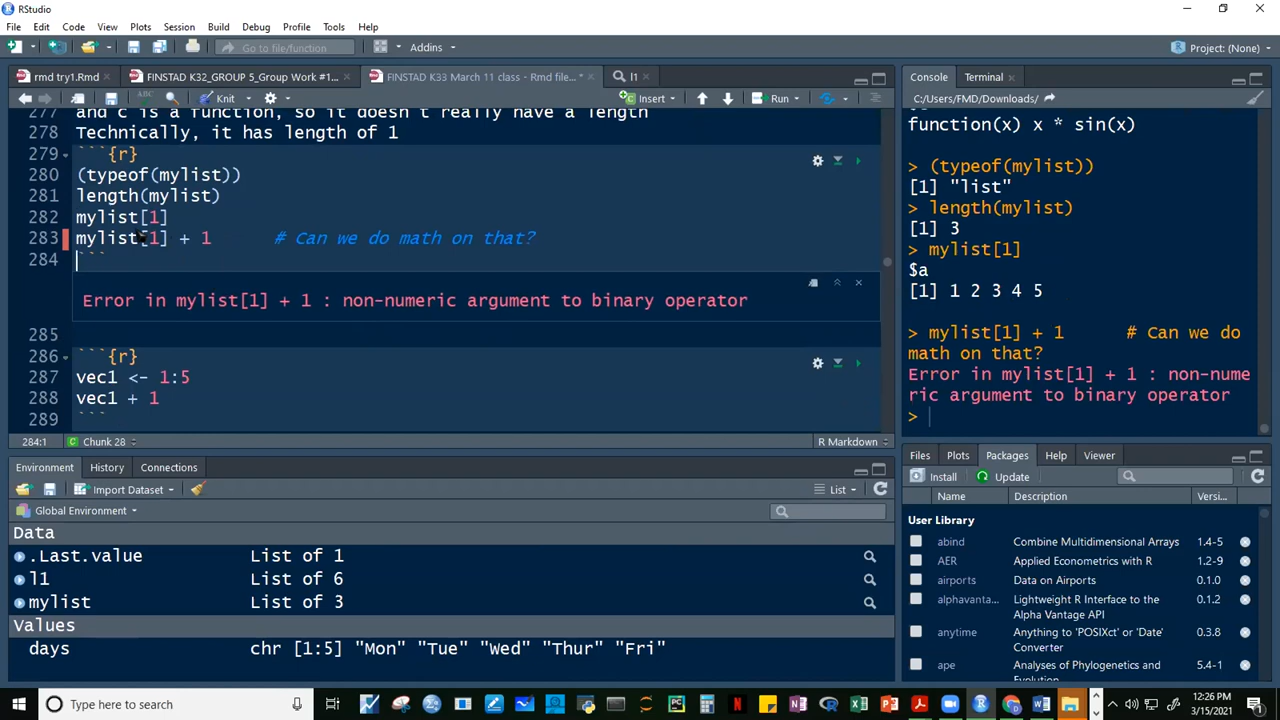 RStudio
File Edit Code View Plots Session Build Debug Profile Tools Help
Go to file/function Addins Project: (None)
rmd try1.Rmd FINSTAD K32_GROUP 5_Group Work #1... FINSTAD K33 March 11 class - Rmd file...* l1
ABC Knit Insert Run
277 and c is a function, so it doesn't really have a length
278 Technically, it has length of 1
279 ```{r}
280 (typeof(mylist))
281 length(mylist)
282 mylist[1]
283 mylist[1] + 1 # Can we do math on that?
284 ```
Error in mylist[1] + 1 : non-numeric argument to binary operator
285
286 ```{r}
287 vec1 <- 1:5
288 vec1 + 1
289 ```
284:1 Chunk 28 R Markdown
Environment History Connections
Import Dataset List
Global Environment
Data
.Last.value List of 1
l1 List of 6
mylist List of 3
Values
days chr [1:5] "Mon" "Tue" "Wed" "Thur" "Fri"
Console Terminal
C:/Users/FMD/Downloads/
function(x) x * sin(x)
> (typeof(mylist))
[1] "list"
> length(mylist)
[1] 3
> mylist[1]
$a
[1] 1 2 3 4 5
> mylist[1] + 1 # Can we do
math on that?
Error in mylist[1] + 1 : non-nume
ric argument to binary operator
>
Files Plots Packages Help Viewer
Install Update
Name Description Versi...
User Library
abind Combine Multidimensional Arrays 1.4-5
AER Applied Econometrics with R 1.2-9
airports Data on Airports 0.1.0
alphavanta... Lightweight R Interface to the 0.1.2
Alpha Vantage API
anytime Anything to 'POSIXct' or 'Date' 0.3.8
Converter
ape Analyses of Phylogenetics and 5.4-1
Evolution
Type here to search
12:26 PM
3/15/2021